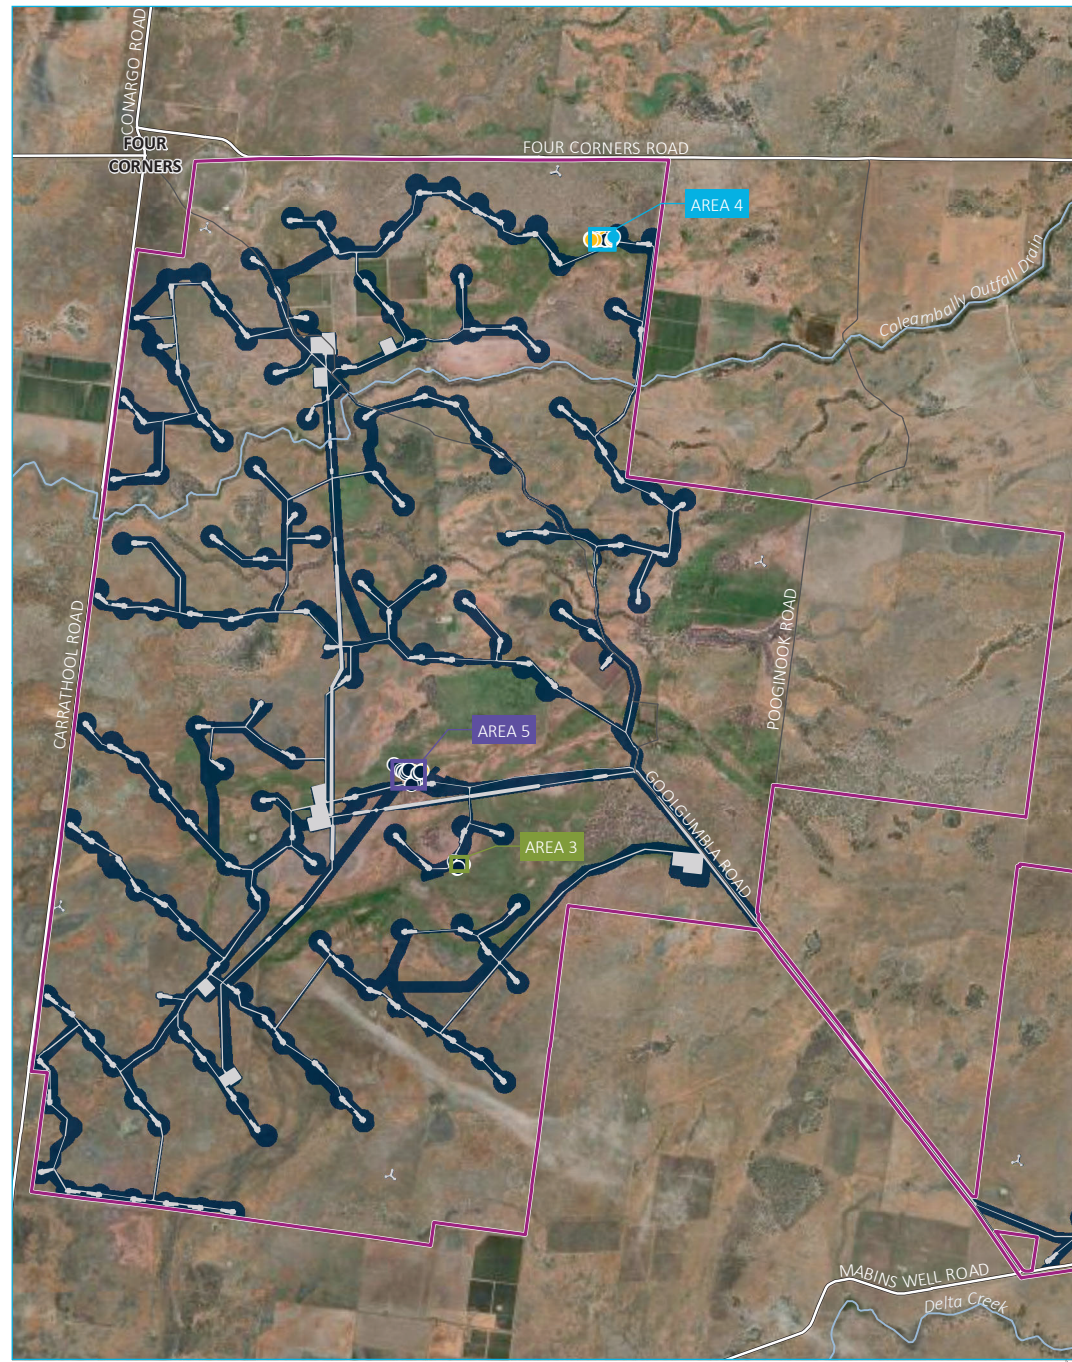 CONARGO ROAD
FOUR
CORNERS
FOUR CORNERS ROAD
AREA 4
Coleambally Outfall Drain
CARRATHOOL ROAD
POOGINOOK ROAD
AREA 5
GOOLGUMBLA ROAD
AREA 3
MABINS WELL ROAD
Delta Creek